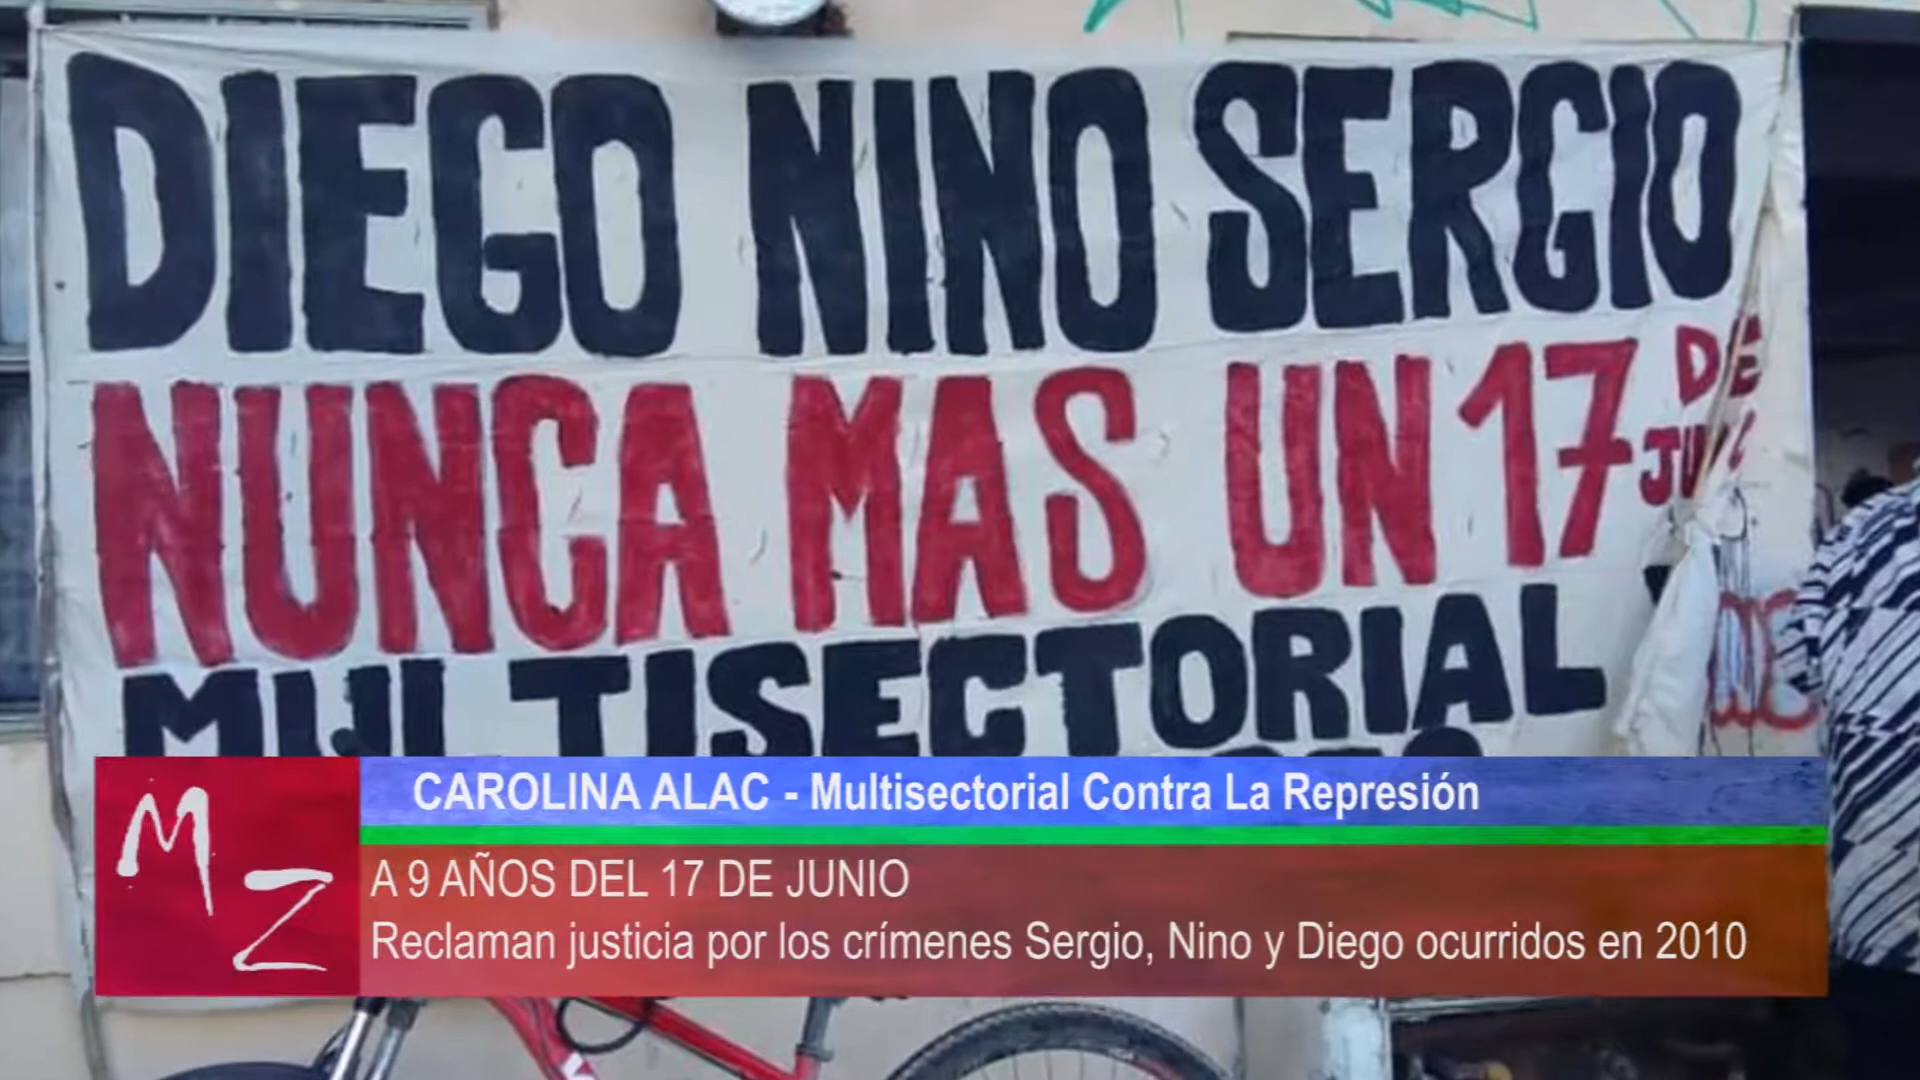 DIEGO NINO SERGIO
NUNCA MAS UN 17 DE
MULTISECTORIAL
MZ
CAROLINA ALAC - Multisectorial Contra La Represión
A 9 AÑOS DEL 17 DE JUNIO
Reclaman justicia por los crímenes Sergio, Nino y Diego ocurridos en 2010